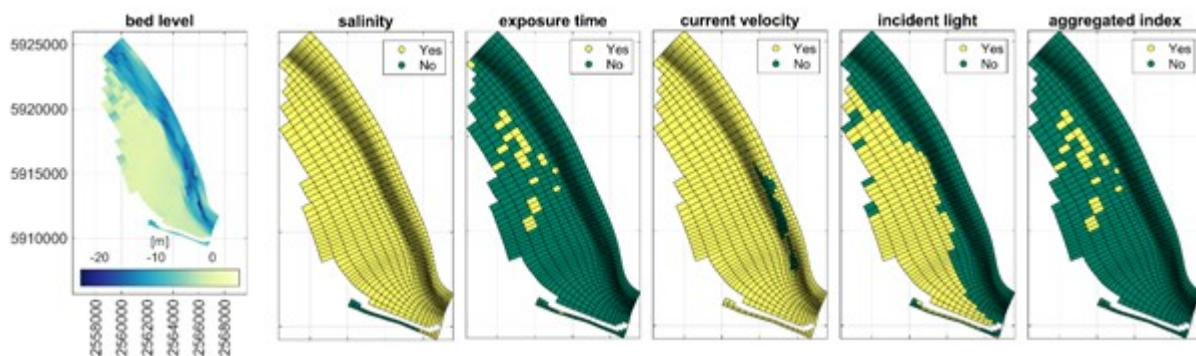 bed level
salinity
exposure time
current velocity
incident light
aggregated index
Yes
No
Yes
No
Yes
No
Yes
No
Yes
No
5925000
5920000
5915000
5910000
[m]
-20 -10 0
2558000
2560000
2562000
2564000
2566000
2568000